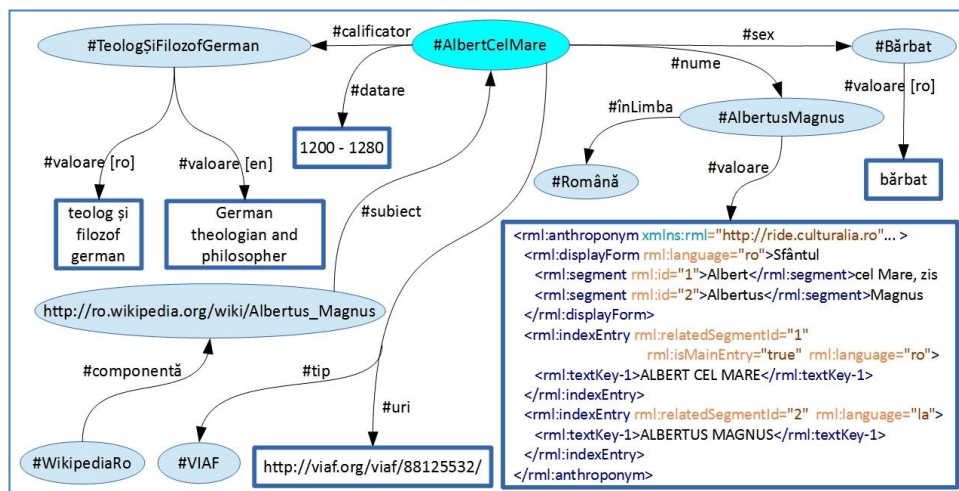 #TeologȘiFilozofGerman
#calificator
#AlbertCelMare
#sex
#Bărbat
#nume
#valoare [ro]
#datare
#înLimba
#AlbertusMagnus
1200 - 1280
#valoare [ro]
#valoare [en]
#Română
#valoare
bărbat
teolog și
filozof
german
German
theologian and
philosopher
#subiect
http://ro.wikipedia.org/wiki/Albertus_Magnus
#componentă
#tip
#uri
#WikipediaRo
#VIAF
http://viaf.org/viaf/88125532/
<rml:anthroponym xmlns:rml="http://ride.culturalia.ro"... >
<rml:displayForm rml:language="ro">Sfântul
<rml:segment rml:id="1">Albert</rml:segment>cel Mare, zis
<rml:segment rml:id="2">Albertus</rml:segment>Magnus
</rml:displayForm>
<rml:indexEntry rml:relatedSegmentId="1"
rml:isMainEntry="true" rml:language="ro">
<rml:textKey-1>ALBERT CEL MARE</rml:textKey-1>
</rml:indexEntry>
<rml:indexEntry rml:relatedSegmentId="2" rml:language="la">
<rml:textKey-1>ALBERTUS MAGNUS</rml:textKey-1>
</rml:indexEntry>
</rml:anthroponym>